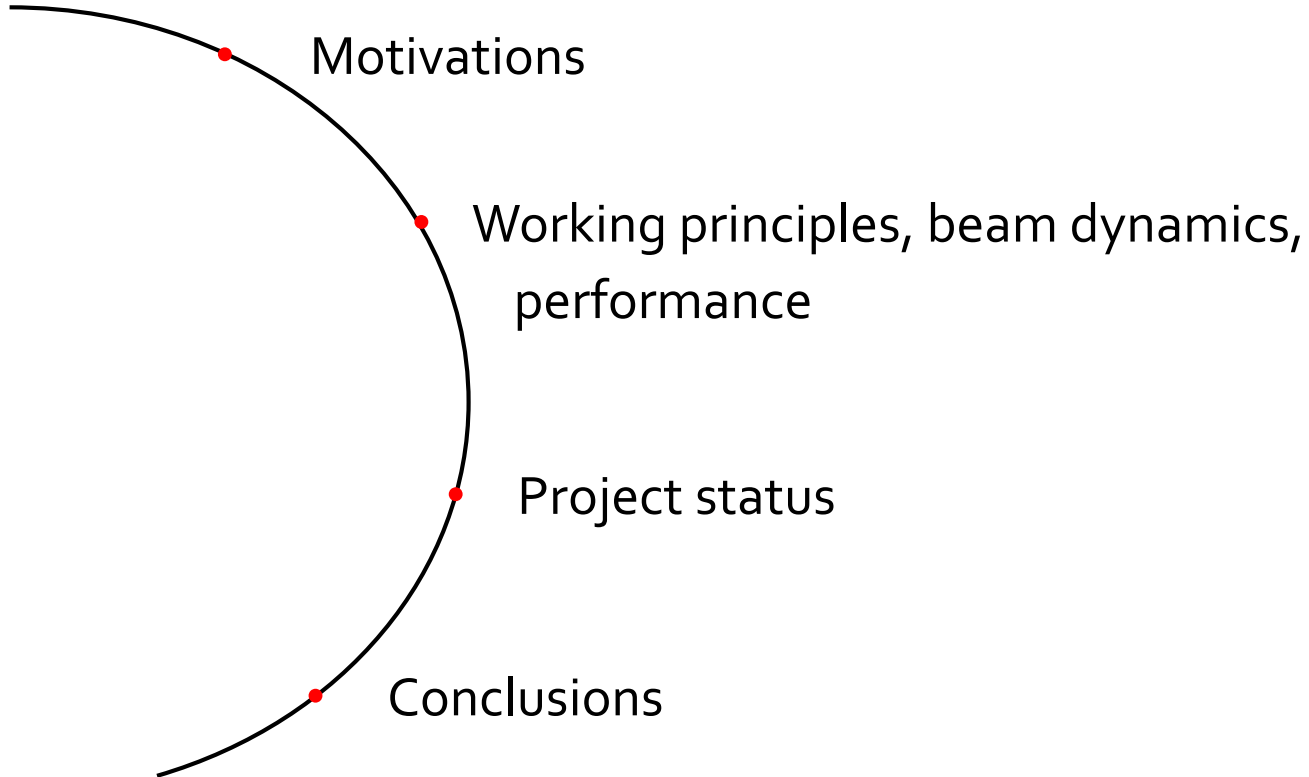 Motivations
Working principles, beam dynamics,
performance
Project status
Conclusions